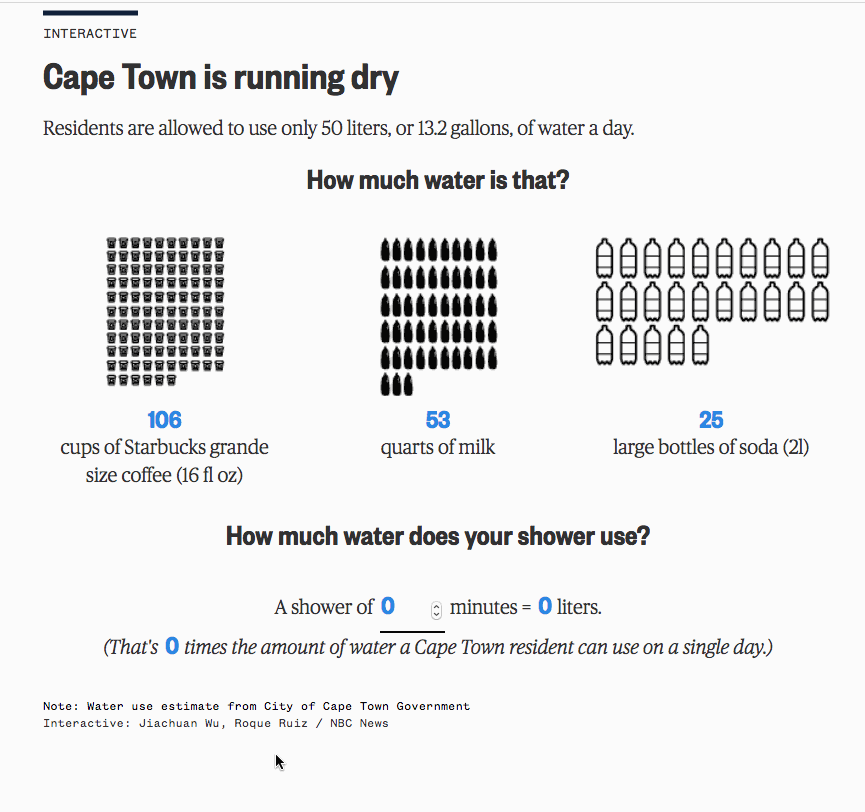 INTERACTIVE
Cape Town is running dry
Residents are allowed to use only 50 liters, or 13.2 gallons, of water a day.
How much water is that?
106
cups of Starbucks grande
size coffee (16 fl oz)
53
quarts of milk
25
large bottles of soda (2l)
How much water does your shower use?
A shower of 0 minutes = 0 liters.
(That's 0 times the amount of water a Cape Town resident can use on a single day.)
Note: Water use estimate from City of Cape Town Government
Interactive: Jiachuan Wu, Roque Ruiz / NBC News